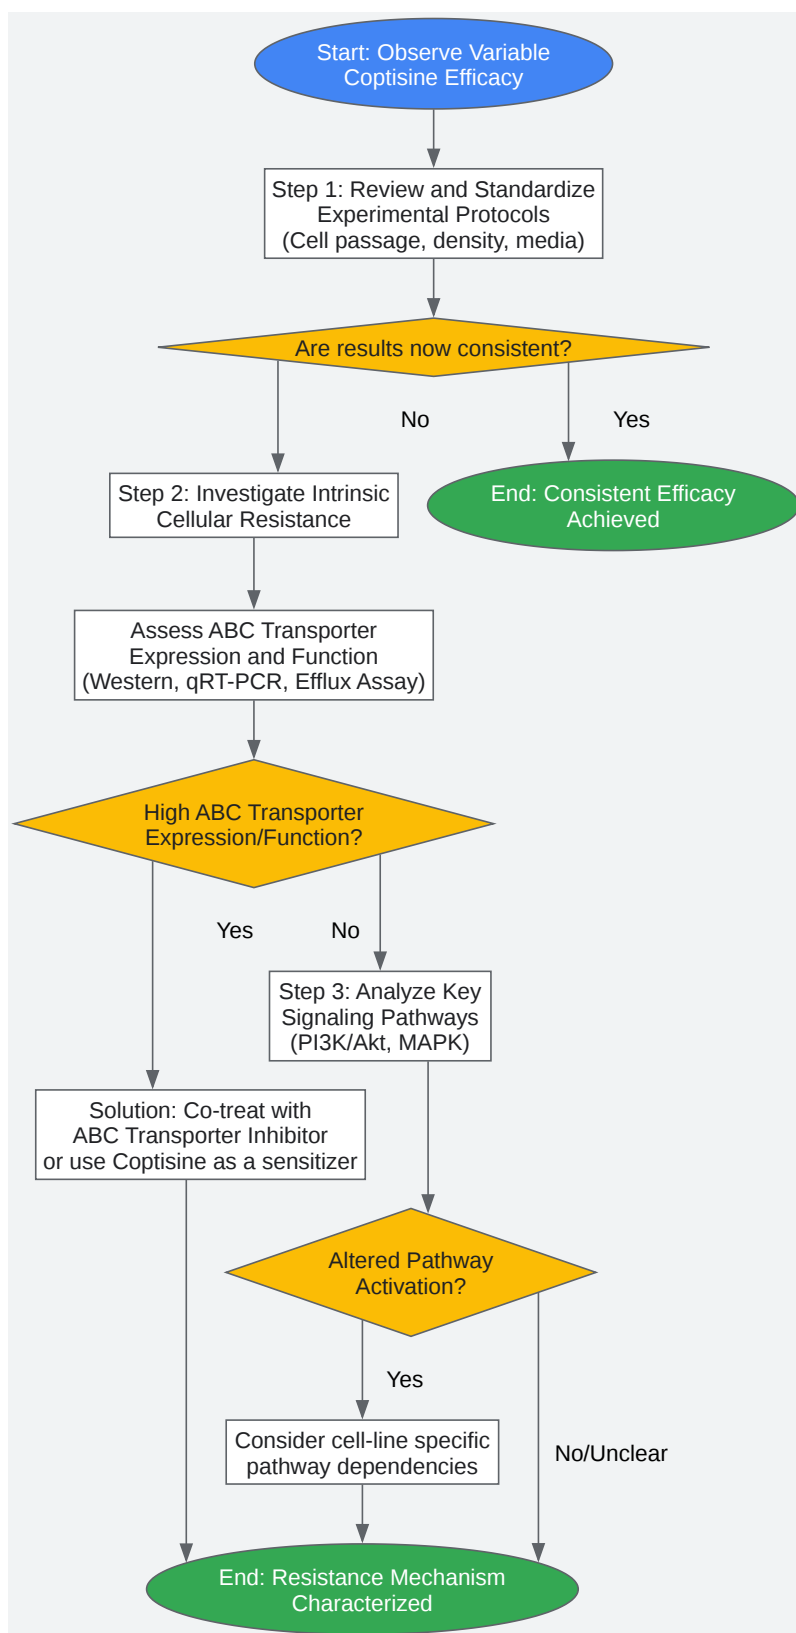 Start: Observe Variable
Coptisine Efficacy
Step 1: Review and Standardize
Experimental Protocols
(Cell passage, density, media)
Are results now consistent?
No
Yes
Step 2: Investigate Intrinsic
Cellular Resistance
End: Consistent Efficacy
Achieved
Assess ABC Transporter
Expression and Function
(Western, qRT-PCR, Efflux Assay)
High ABC Transporter
Expression/Function?
Yes
No
Step 3: Analyze Key
Signaling Pathways
(PI3K/Akt, MAPK)
Solution: Co-treat with
ABC Transporter Inhibitor
or use Coptisine as a sensitizer
Altered Pathway
Activation?
Yes
No/Unclear
Consider cell-line specific
pathway dependencies
End: Resistance Mechanism
Characterized